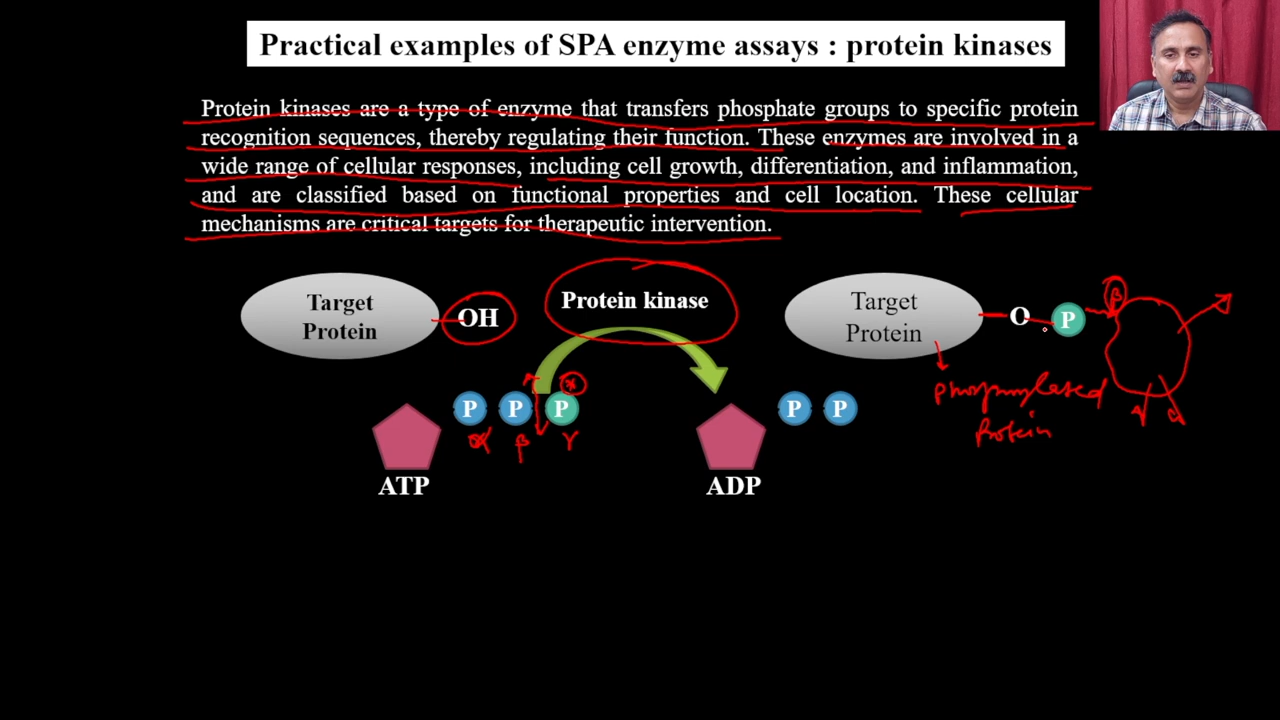 Practical examples of SPA enzyme assays : protein kinases
Protein kinases are a type of enzyme that transfers phosphate groups to specific protein
recognition sequences, thereby regulating their function. These enzymes are involved in a
wide range of cellular responses, including cell growth, differentiation, and inflammation,
and are classified based on functional properties and cell location. These cellular
mechanisms are critical targets for therapeutic intervention.
Target
Protein
OH
Protein kinase
Target
Protein
O
P
β
P
P
P
*
α
β
γ
ATP
P
P
ADP
Protein